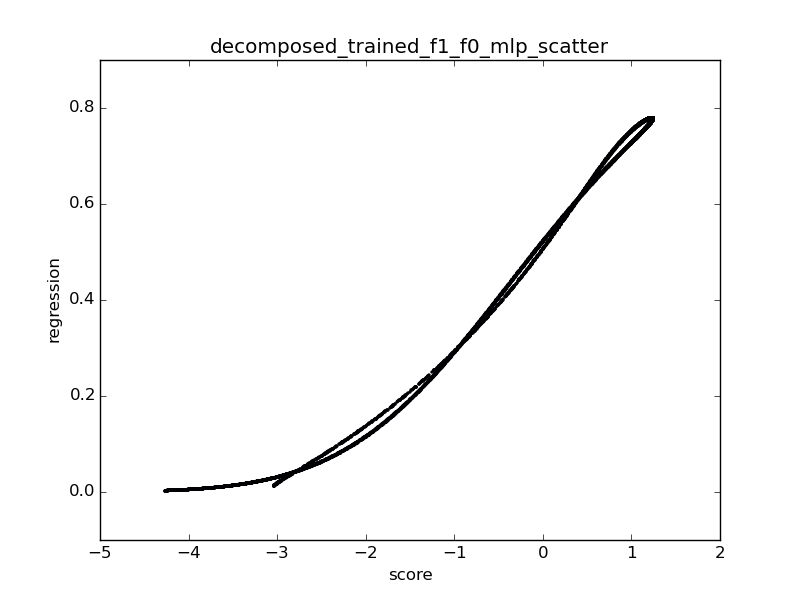 decomposed_trained_f1_f0_mlp_scatter
0.8
0.6
0.4
0.2
0.0
regression
−5 −4 −3 −2 −1 0 1 2
score